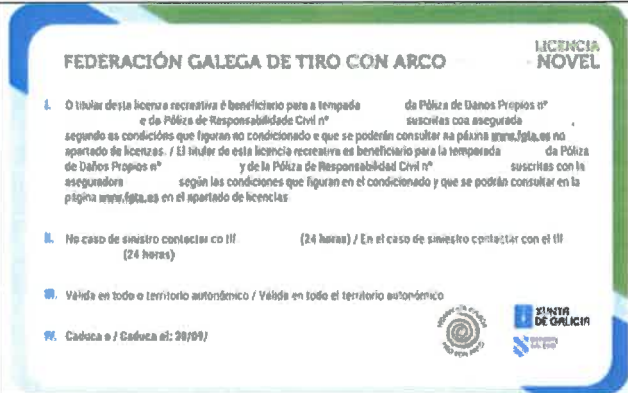 LICENCIA
NOVEL
FEDERACIÓN GALEGA DE TIRO CON ARCO
I. O titular desta licenza recreativa é beneficiario para a tempada da Póliza de Danos Propios nº
e da Póliza de Responsabilidade Civil nº suscritas coa asegurada ,
segundo as condicións que figuran no condicionado e que se poderán consultar na páxina www.fgta.es no
apartado de licenzas. / El titular de esta licencia recreativa es beneficiario para la temporada da Póliza
de Daños Propios nº y de la Póliza de Responsabilidad Civil nº suscritas con la
aseguradora según las condiciones que figuran en el condicionado y que se podrán consultar en la
página www.fgta.es en el apartado de licencias
II. No caso de sinistro contactar co tlf (24 horas) / En el caso de siniestro contactar con el tlf
(24 horas)
III. Válida en todo o territorio autonómico / Válida en todo el territorio autonómico
IV. Caduca o / Caduca el: 30/09/
XUNTA
DE GALICIA